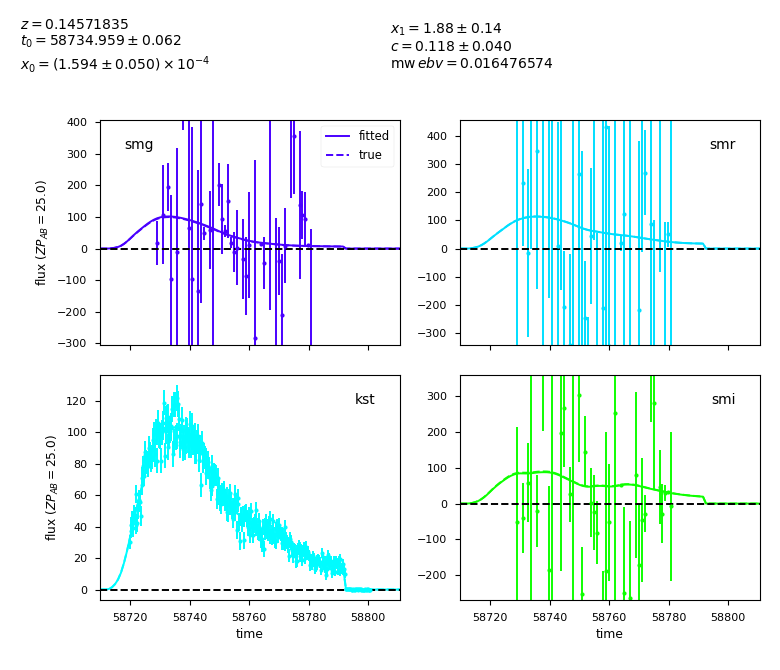 z = 0.14571835
t₀ = 58734.959 ± 0.062
x₀ = (1.594 ± 0.050) × 10⁻⁴
x₁ = 1.88 ± 0.14
c = 0.118 ± 0.040
mw ebv = 0.016476574
smg
fitted
true
400
300
200
100
0
−100
−200
−300
flux (ZP_AB = 25.0)
smr
400
300
200
100
0
−100
−200
−300
kst
120
100
80
60
40
20
0
flux (ZP_AB = 25.0)
58720 58740 58760 58780 58800
time
smi
300
200
100
0
−100
−200
58720 58740 58760 58780 58800
time